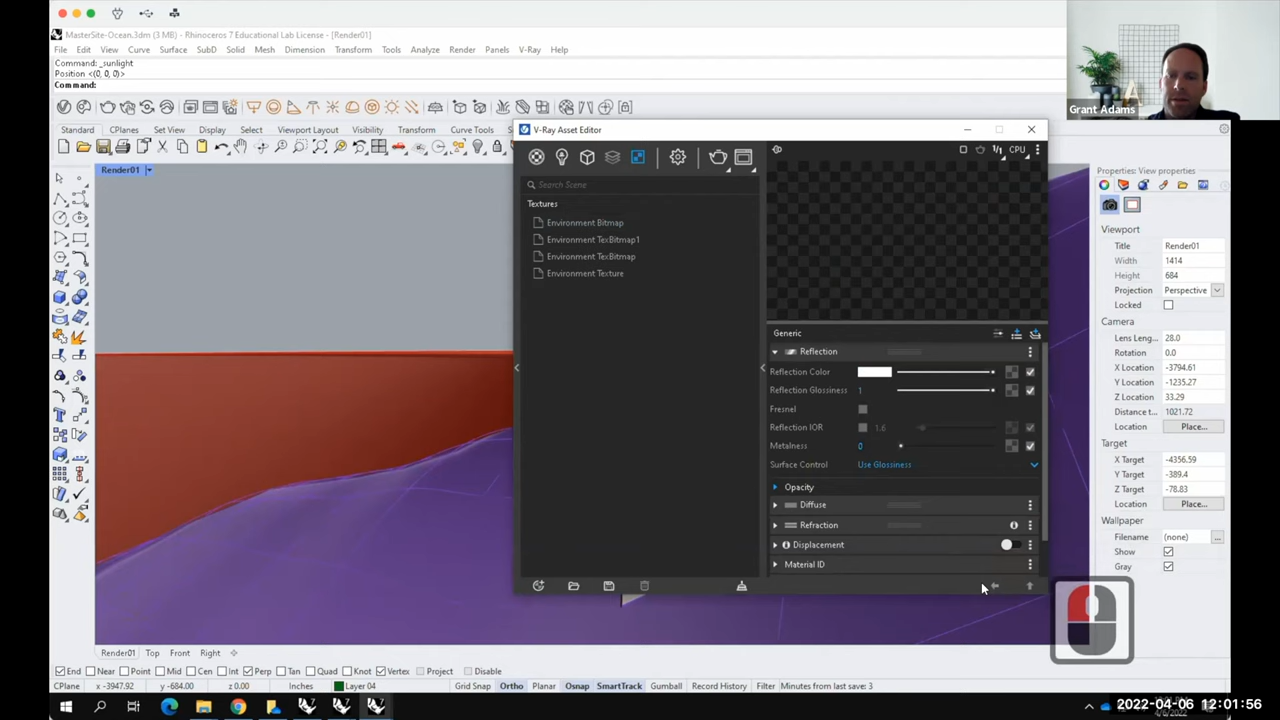 MasterSite-Ocean.3dm (3 MB) - Rhinoceros 7 Educational Lab License - [Render01]
File Edit View Curve Surface SubD Solid Mesh Dimension Transform Tools Analyze Render Panels V-Ray Help
Command: _sunlight
Position <(0, 0, 0)>
Command:
Grant Adams
Standard CPlanes Set View Display Select Viewport Layout Visibility Transform Curve Tools
V-Ray Asset Editor
CPU
Search Scene
Textures
Environment Bitmap
Environment TexBitmap1
Environment TexBitmap
Environment Texture
Generic
Reflection
Reflection Color
Reflection Glossiness 1
Fresnel
Reflection IOR 1.6
Metalness 0
Surface Control Use Glossiness
Opacity
Diffuse
Refraction
Displacement
Material ID
Render01
Properties: View properties
Viewport
Title Render01
Width 1414
Height 684
Projection Perspective
Locked
Camera
Lens Leng... 28.0
Rotation 0.0
X Location -3794.61
Y Location -1235.27
Z Location 33.29
Distance t... 1021.72
Location Place...
Target
X Target -4356.59
Y Target -389.4
Z Target -78.83
Location Place...
Wallpaper
Filename (none) ...
Show
Gray
Render01 Top Front Right
End Near Point Mid Cen Int Perp Tan Quad Knot Vertex Project Disable
CPlane x -3947.92 y -684.00 z 0.00 Inches Layer 04 Grid Snap Ortho Planar Osnap SmartTrack Gumball Record History Filter Minutes from last save: 3
2022-04-06 12:01:56